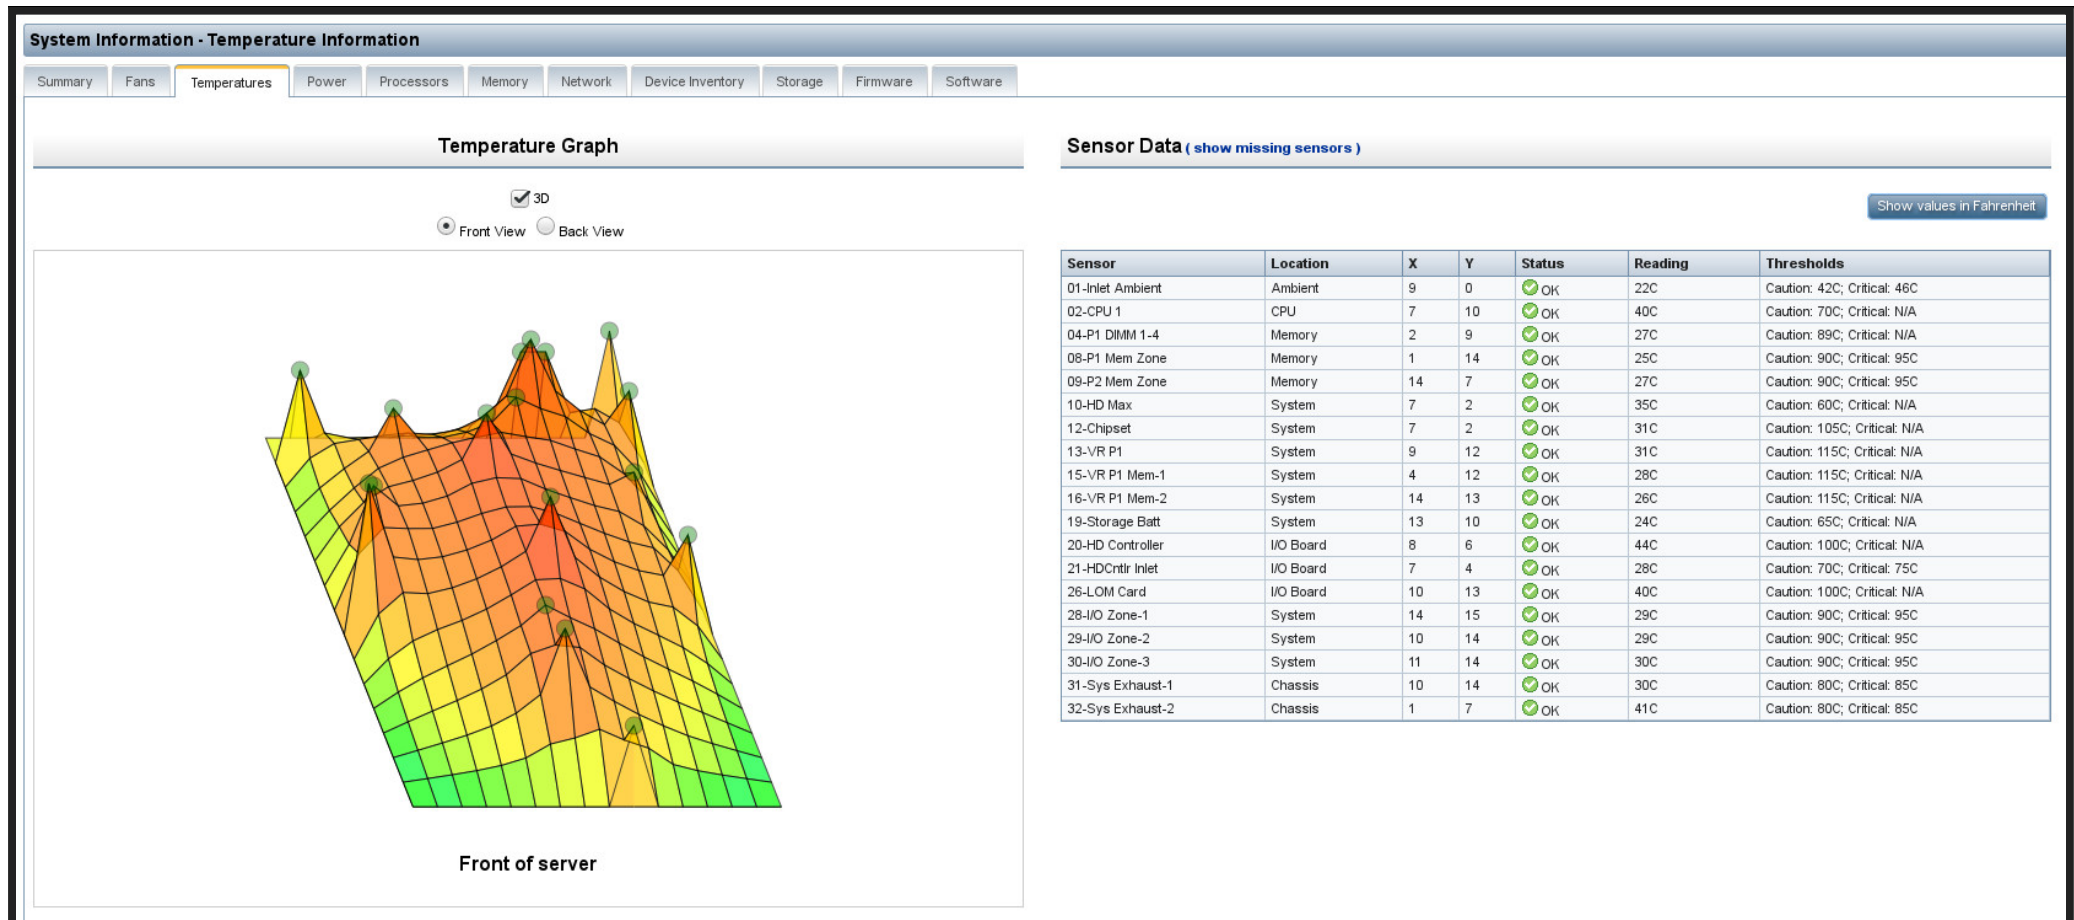 System Information - Temperature Information
Summary Fans Temperatures Power Processors Memory Network Device Inventory Storage Firmware Software
Temperature Graph
3D
Front View Back View
Front of server
Sensor Data ( show missing sensors )
Show values in Fahrenheit
Sensor Location X Y Status Reading Thresholds
01-Inlet Ambient Ambient 9 0 OK 22C Caution: 42C; Critical: 46C
02-CPU 1 CPU 7 10 OK 40C Caution: 70C; Critical: N/A
04-P1 DIMM 1-4 Memory 2 9 OK 27C Caution: 89C; Critical: N/A
08-P1 Mem Zone Memory 1 14 OK 25C Caution: 90C; Critical: 95C
09-P2 Mem Zone Memory 14 7 OK 27C Caution: 90C; Critical: 95C
10-HD Max System 7 2 OK 35C Caution: 60C; Critical: N/A
12-Chipset System 7 2 OK 31C Caution: 105C; Critical: N/A
13-VR P1 System 9 12 OK 31C Caution: 115C; Critical: N/A
15-VR P1 Mem-1 System 4 12 OK 28C Caution: 115C; Critical: N/A
16-VR P1 Mem-2 System 14 13 OK 26C Caution: 115C; Critical: N/A
19-Storage Batt System 13 10 OK 24C Caution: 65C; Critical: N/A
20-HD Controller I/O Board 8 6 OK 44C Caution: 100C; Critical: N/A
21-HDCntlr Inlet I/O Board 7 4 OK 28C Caution: 70C; Critical: 75C
26-LOM Card I/O Board 10 13 OK 40C Caution: 100C; Critical: N/A
28-I/O Zone-1 System 14 15 OK 29C Caution: 90C; Critical: 95C
29-I/O Zone-2 System 10 14 OK 29C Caution: 90C; Critical: 95C
30-I/O Zone-3 System 11 14 OK 30C Caution: 90C; Critical: 95C
31-Sys Exhaust-1 Chassis 10 14 OK 30C Caution: 80C; Critical: 85C
32-Sys Exhaust-2 Chassis 1 7 OK 41C Caution: 80C; Critical: 85C